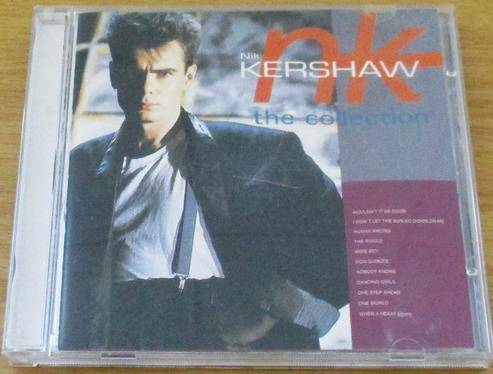 Nik
nk
KERSHAW
the collection
WOULDN'T IT BE GOOD
I WON'T LET THE SUN GO DOWN ON ME
HUMAN RACING
THE RIDDLE
WIDE BOY
DON QUIXOTE
NOBODY KNOWS
DANCING GIRLS
ONE STEP AHEAD
ONE WORLD
WHEN A HEART BEATS